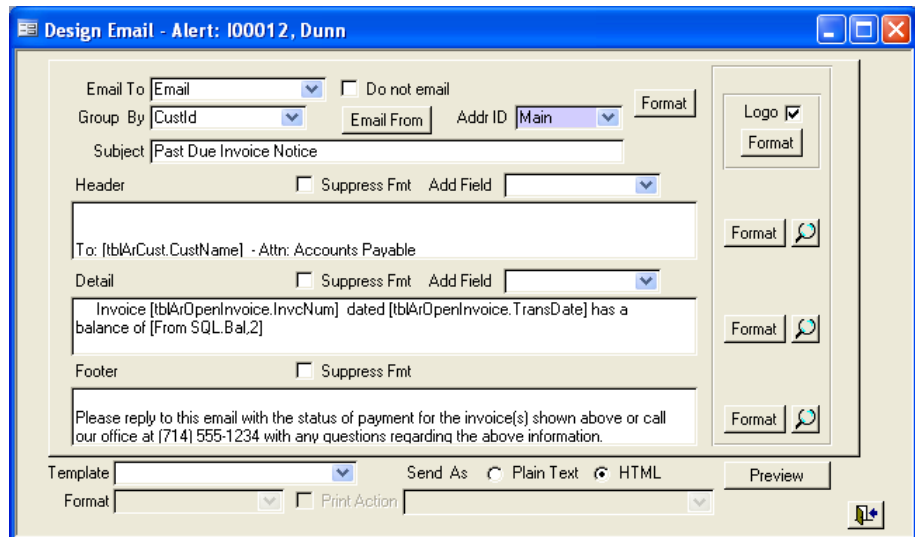 Design Email - Alert: I00012, Dunn
Email To Email Do not email
Group By CustId Email From Addr ID Main Format
Logo
Format
Subject Past Due Invoice Notice
Header Suppress Fmt Add Field
To: [tblArCust.CustName] - Attn: Accounts Payable
Format
Detail Suppress Fmt Add Field
Invoice [tblArOpenInvoice.InvcNum] dated [tblArOpenInvoice.TransDate] has a
balance of [From SQL.Bal,2]
Format
Footer Suppress Fmt
Please reply to this email with the status of payment for the invoice(s) shown above or call
our office at (714) 555-1234 with any questions regarding the above information.
Format
Template Send As Plain Text HTML Preview
Format Print Action